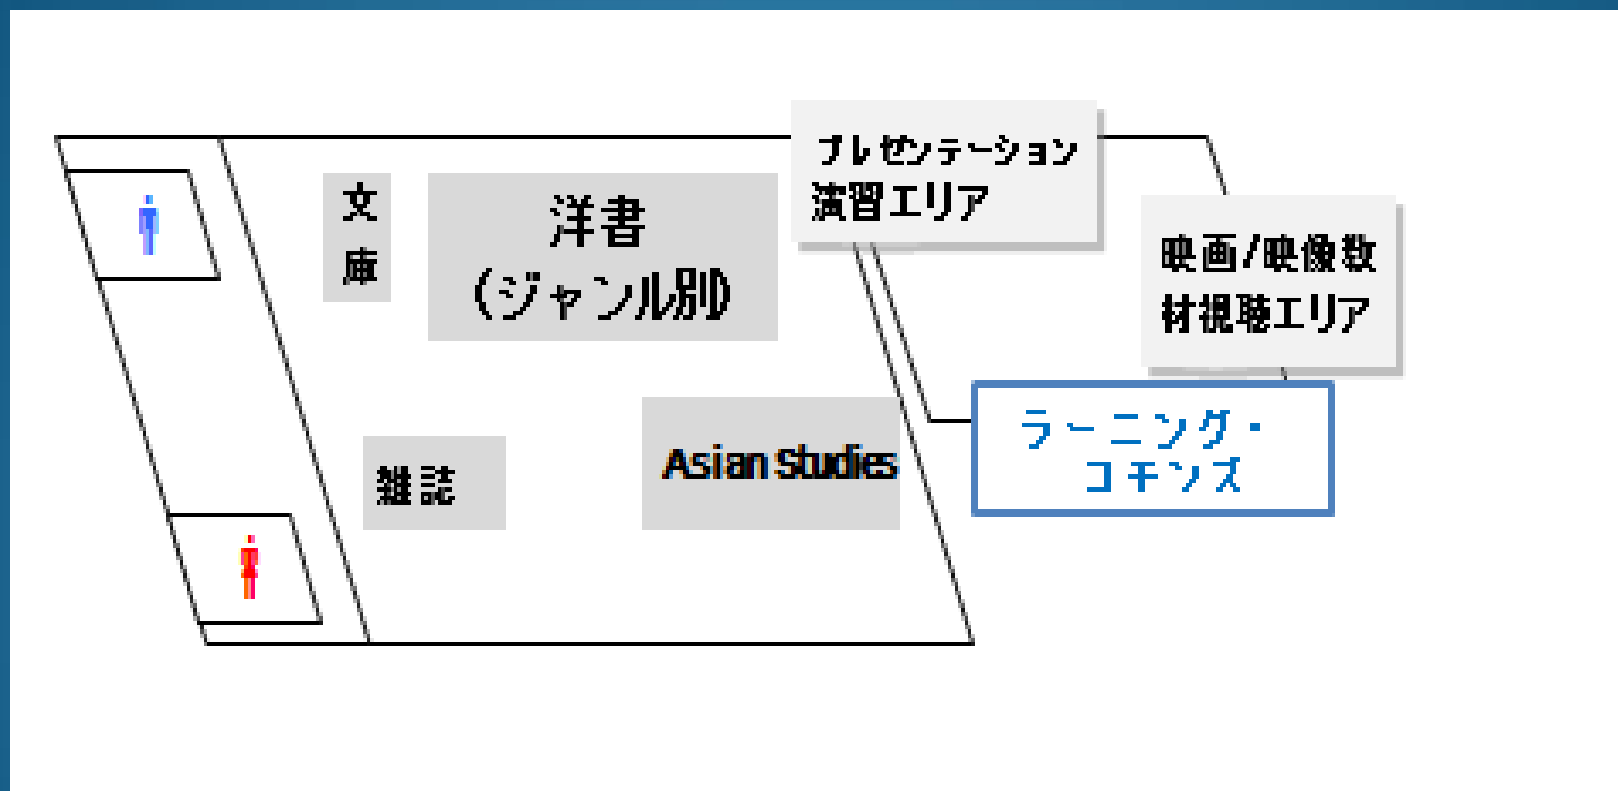 プレゼンテーション
演習エリア
文
庫
洋書
(ジャンル別)
映画/映像数
材視聴エリア
ラーニング・
コモンズ
Asian Studies
雑誌